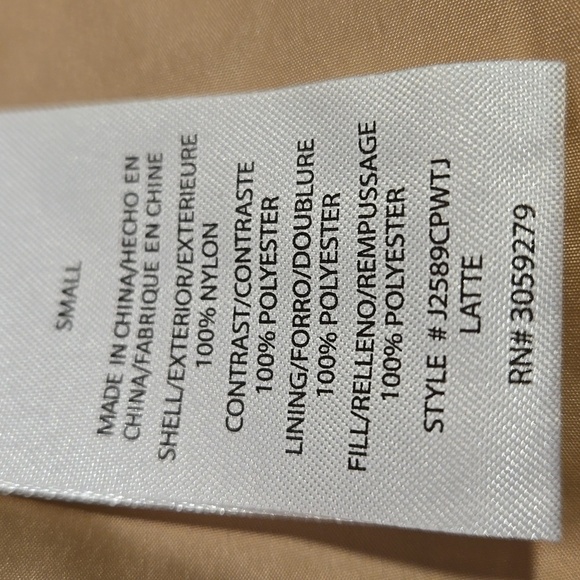 SMALL
MADE IN CHINA/HECHO EN
CHINA/FABRIQUE EN CHINE
SHELL/EXTERIOR/EXTERIEURE
100% NYLON
CONTRAST/CONTRASTE
100% POLYESTER
LINING/FORRO/DOUBLURE
100% POLYESTER
FILL/RELLENO/REMPUSSAGE
100% POLYESTER
STYLE # J2589CPWTJ
LATTE
RN# 3059279